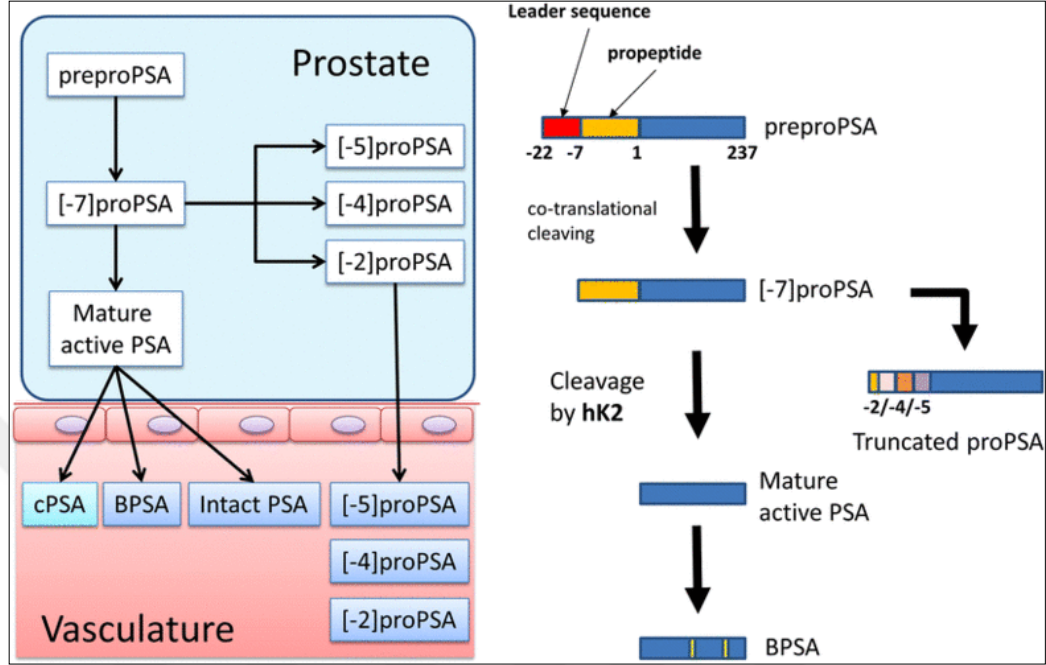 Prostate
preproPSA
[-5]proPSA
[-7]proPSA
[-4]proPSA
[-2]proPSA
Mature
active PSA
cPSA
BPSA
Intact PSA
[-5]proPSA
[-4]proPSA
[-2]proPSA
Vasculature
Leader sequence
propeptide
preproPSA
-22 -7 1 237
co-translational
cleaving
[-7]proPSA
Cleavage
by hK2
-2/-4/-5
Truncated proPSA
Mature
active PSA
BPSA